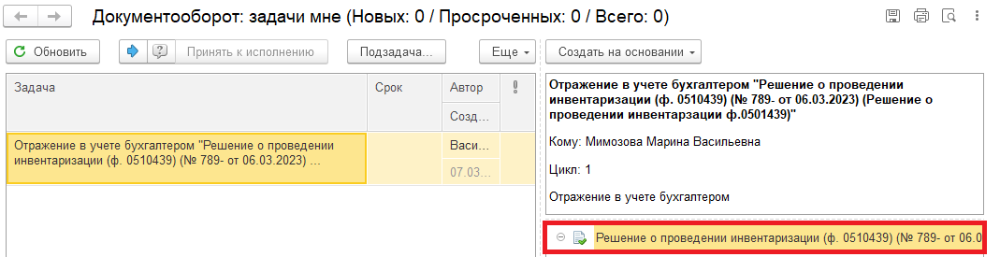 Документооборот: задачи мне (Новых: 0 / Просроченных: 0 / Всего: 0)
Обновить
Принять к исполнению
Подзадача...
Еще
Создать на основании
Задача
Срок
Автор
Созд...
Отражение в учете бухгалтером "Решение о проведении
инвентаризации (ф. 0510439) (№ 789- от 06.03.2023) ...
Васи...
07.03...
Отражение в учете бухгалтером "Решение о проведении
инвентаризации (ф. 0510439) (№ 789- от 06.03.2023) (Решение о
проведении инвентарзации ф.0501439)"
Кому: Мимозова Марина Васильевна
Цикл: 1
Отражение в учете бухгалтером
Решение о проведении инвентаризации (ф. 0510439) (№ 789- от 06.0